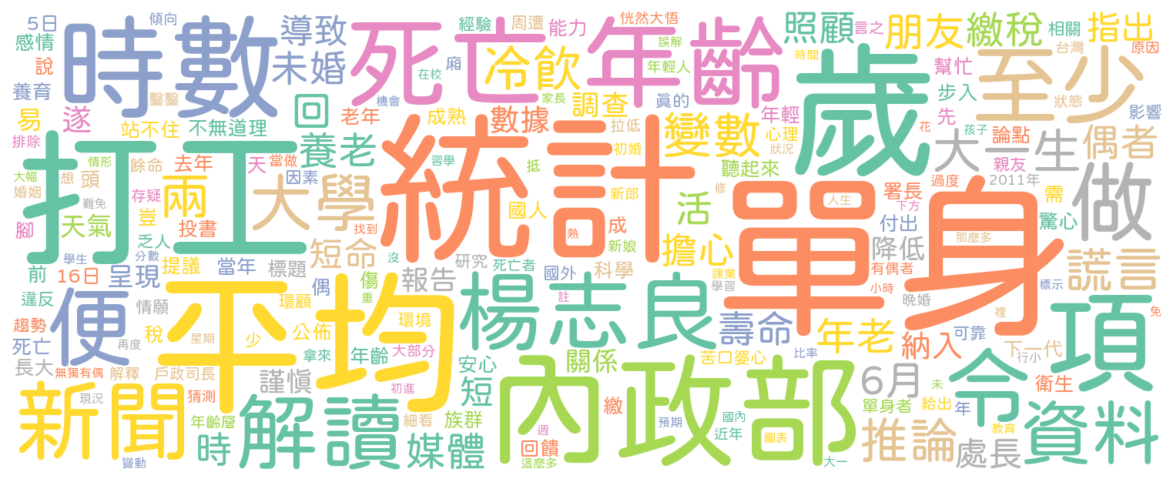 5日
傾向
感情
說
養育
易
遂
排除
時數
導致
未婚
死亡
經驗
周遭
能力
恍然大悟
在校
冷飲
廂
年輕人
誤解
年齡
時間
照顧
言之
朋友
繳稅
相關
台灣
指出
原因
幫忙
狀態
步入
影響
至少
歲
先
論點
花
孩子
鑿鑿
站不住
不無道理
回
機會
老年
成熟
數據
家長
調查
拉低
初婚
真的
變數
年輕
心理
狀況
聽起來
大一生
親友
2011年
偶者
教育
打工
大幅
情形
婚姻
想
頭
難免
腳
天氣
餘命
去年
天
當做
因素
養老
存疑
兩
投書
大學
習學
統計
抵
國人
新郎
找到
熟
成
新娘
修
活
人生
下方
署長
過度
付出
需
驚心
那麼多
做
單身
豈
乏人
分數
學生
前
16日
呈現
提議
當年
標題
短命
傷
重
偶
報告
研究
死亡者
沒
國外
註
科學
擔心
課業
學習
降低
有偶者
小時
晚婚
標示
謊言
違反
情願
環顧
趨勢
死亡
長大
便
再度
稅
星期
少
平均
公佈
拿來
環境
年齡
大部分
楊志良
壽命
苦口婆心
比率
年老
納入
可靠
行小
下一代
裡
免
項
無獨有偶
解釋
戶政司長
現況
猜測
謹慎
初進
安心
短
關係
內政部
6月
未
令
衛生
單身者
給出
年
新聞
年齡層
聳動
時
解讀
細看
族群
媒體
週
繳
回饋
這麼多
近年
國內
預期
圖表
大一
推論
處長
教育
資料